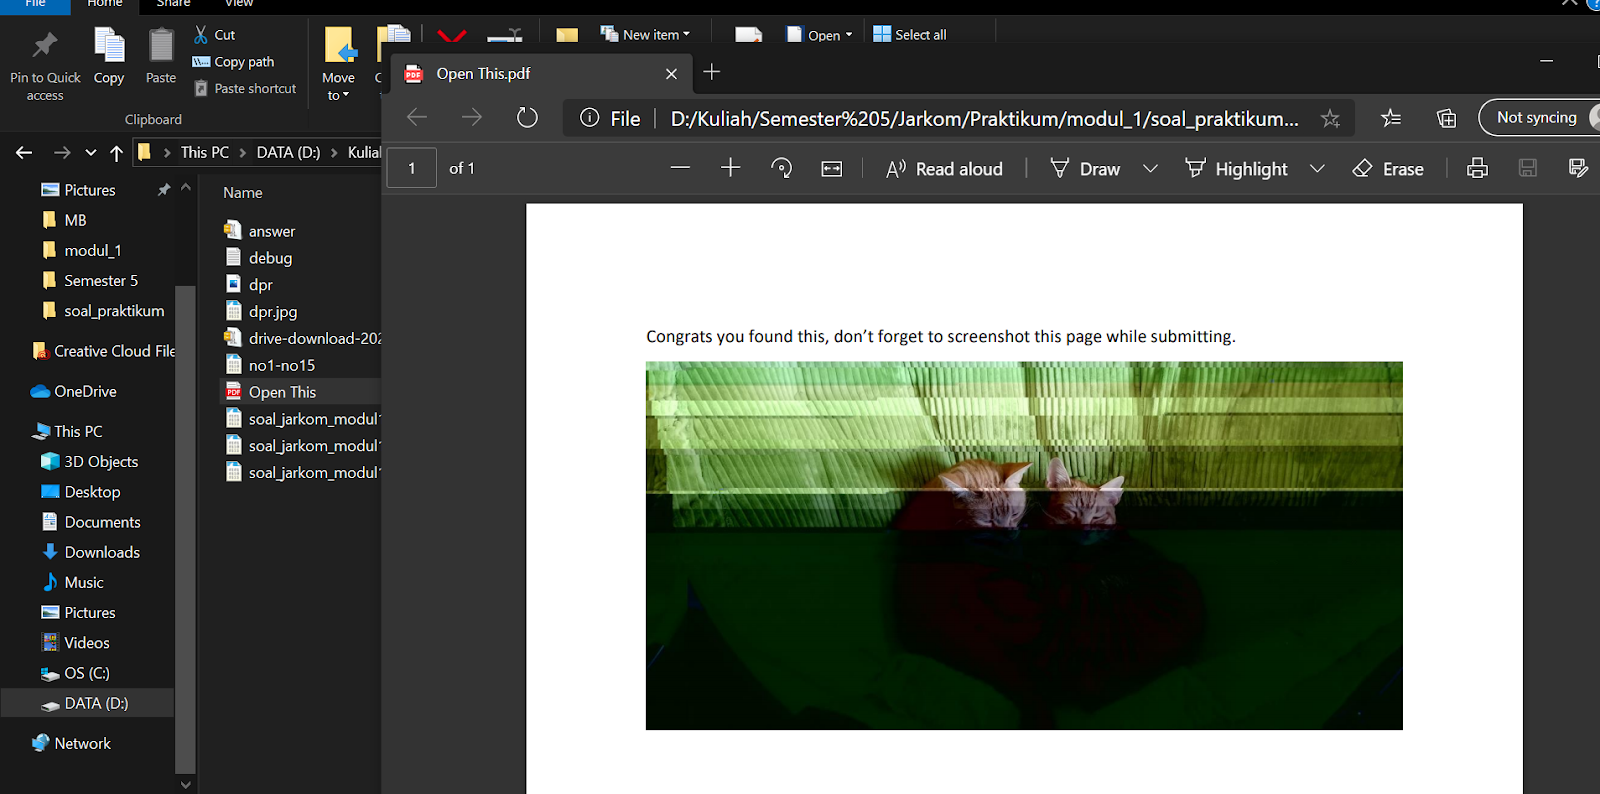 File
Home
Share
View
Pin to Quick
access
Copy
Paste
Cut
Copy path
Paste shortcut
Clipboard
Move
to
New item
Open
Select all
This PC
DATA (D:)
Pictures
MB
modul_1
Semester 5
soal_praktikum
Creative Cloud File
OneDrive
This PC
3D Objects
Desktop
Documents
Downloads
Music
Pictures
Videos
OS (C:)
DATA (D:)
Network
Name
answer
debug
dpr
dpr.jpg
drive-download-202
no1-no15
PDF Open This
soal_jarkom_modul1
soal_jarkom_modul1
soal_jarkom_modul1
PDF Open This.pdf
File D:/Kuliah/Semester%205/Jarkom/Praktikum/modul_1/soal_praktikum...
Not syncing
1 of 1
Read aloud
Draw
Highlight
Erase
Congrats you found this, don’t forget to screenshot this page while submitting.